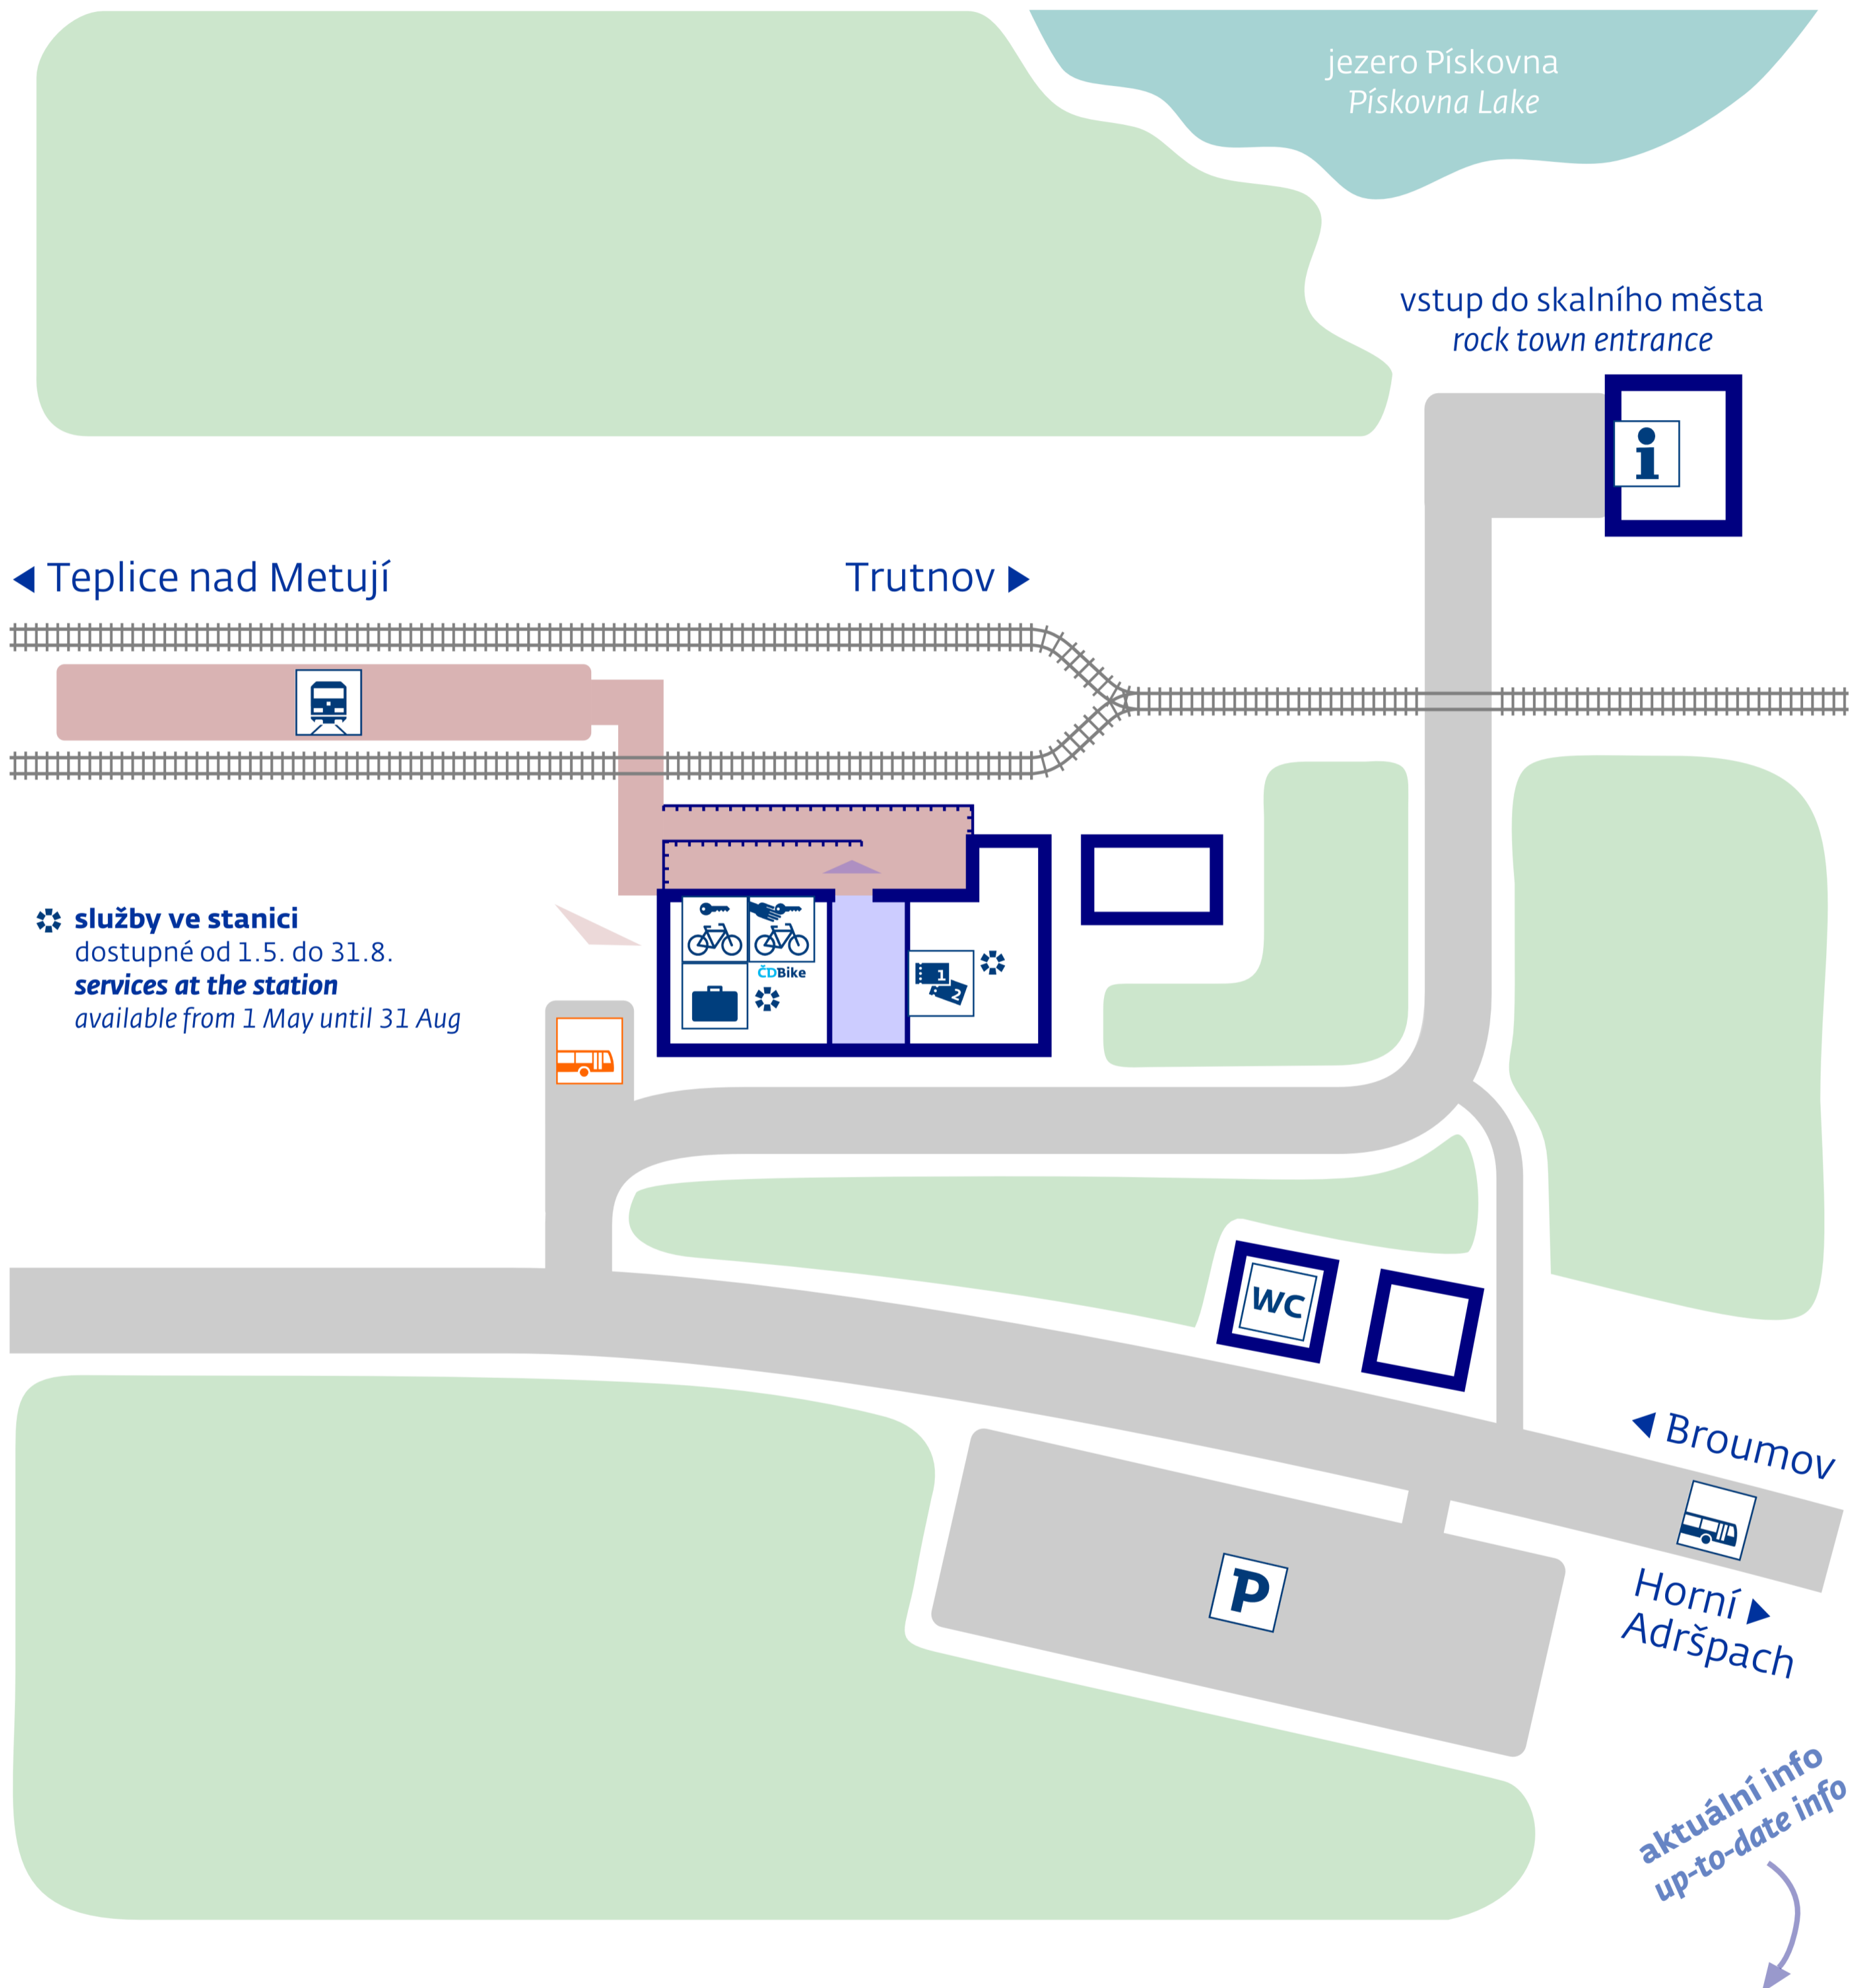 jezero Pískovna
Pískovna Lake
vstup do skalního města
rock town entrance
Teplice nad Metují
Trutnov
služby ve stanici
dostupné od 1.5. do 31.8.
services at the station
available from 1 May until 31 Aug
ČDBike
1
2
WC
Broumov
P
Horní
Adršpach
aktuální info
up-to-date info